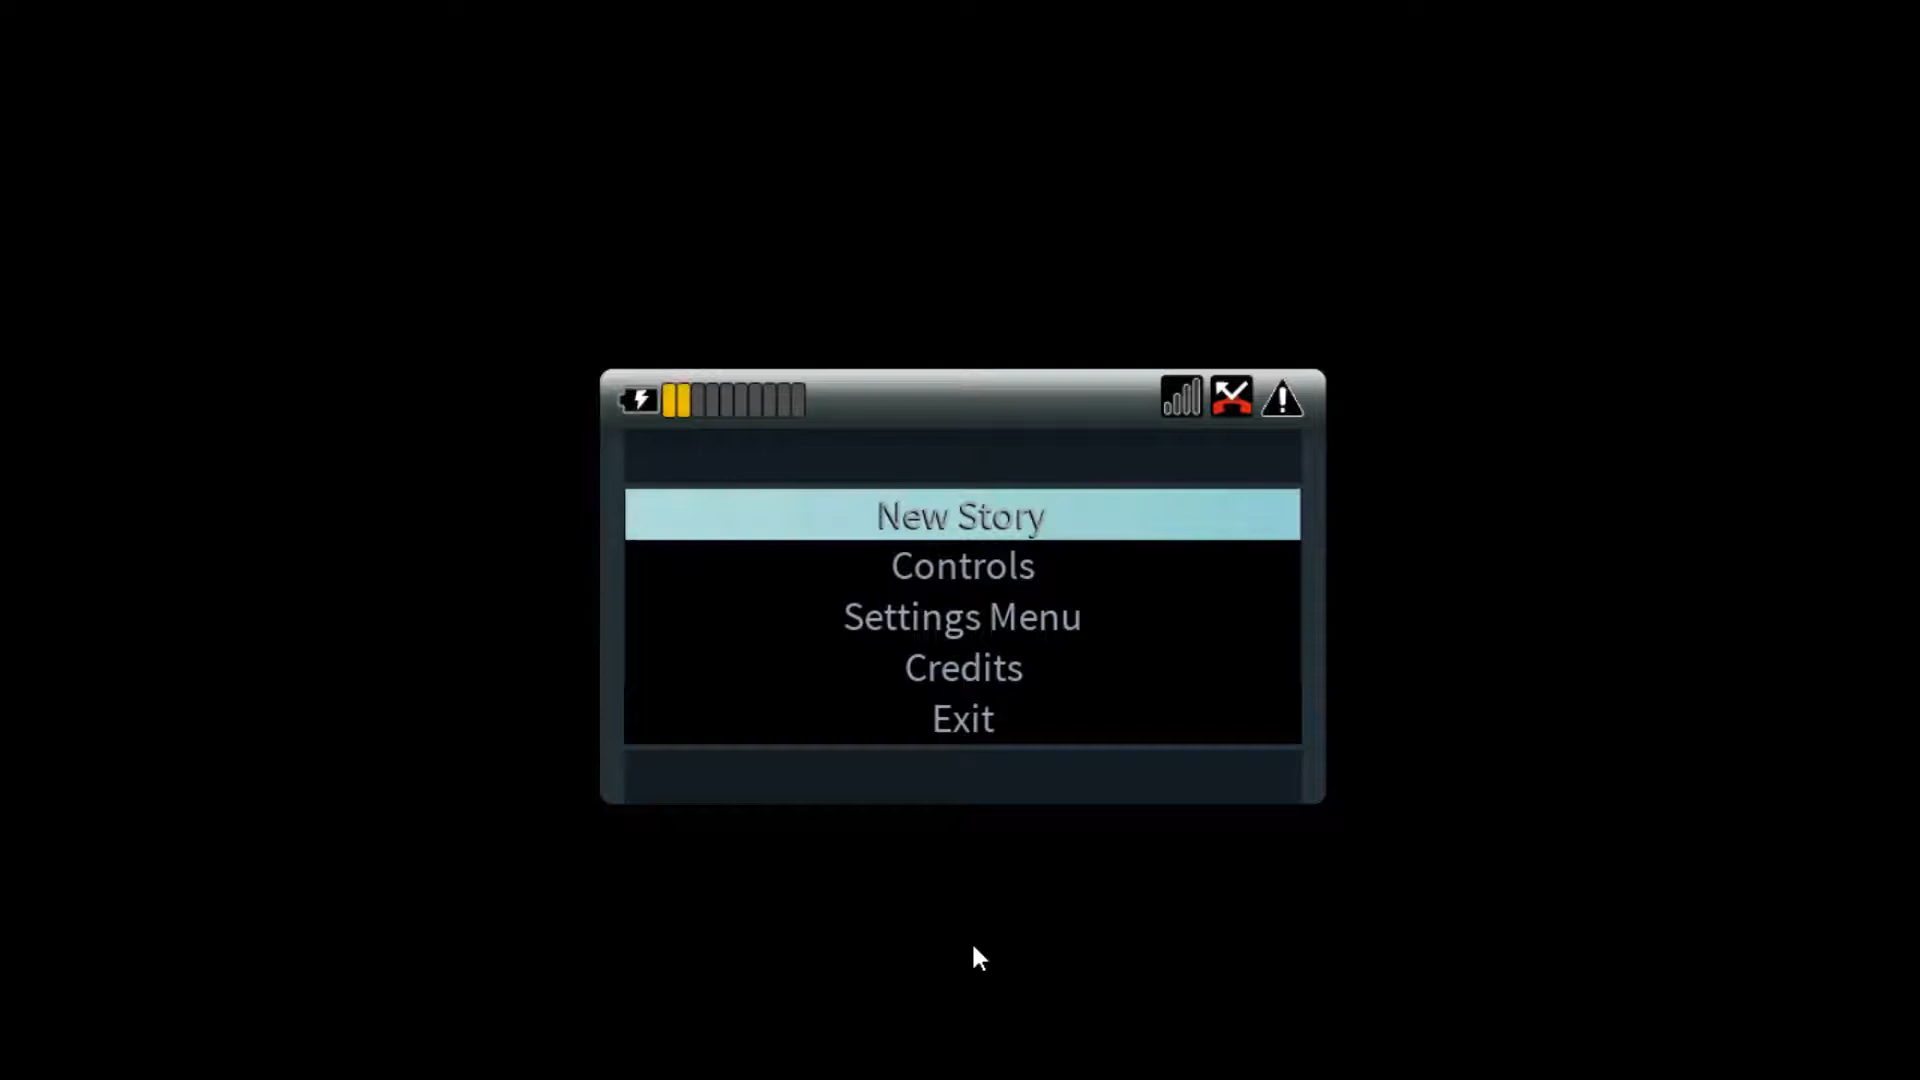 New Story
Controls
Settings Menu
Credits
Exit